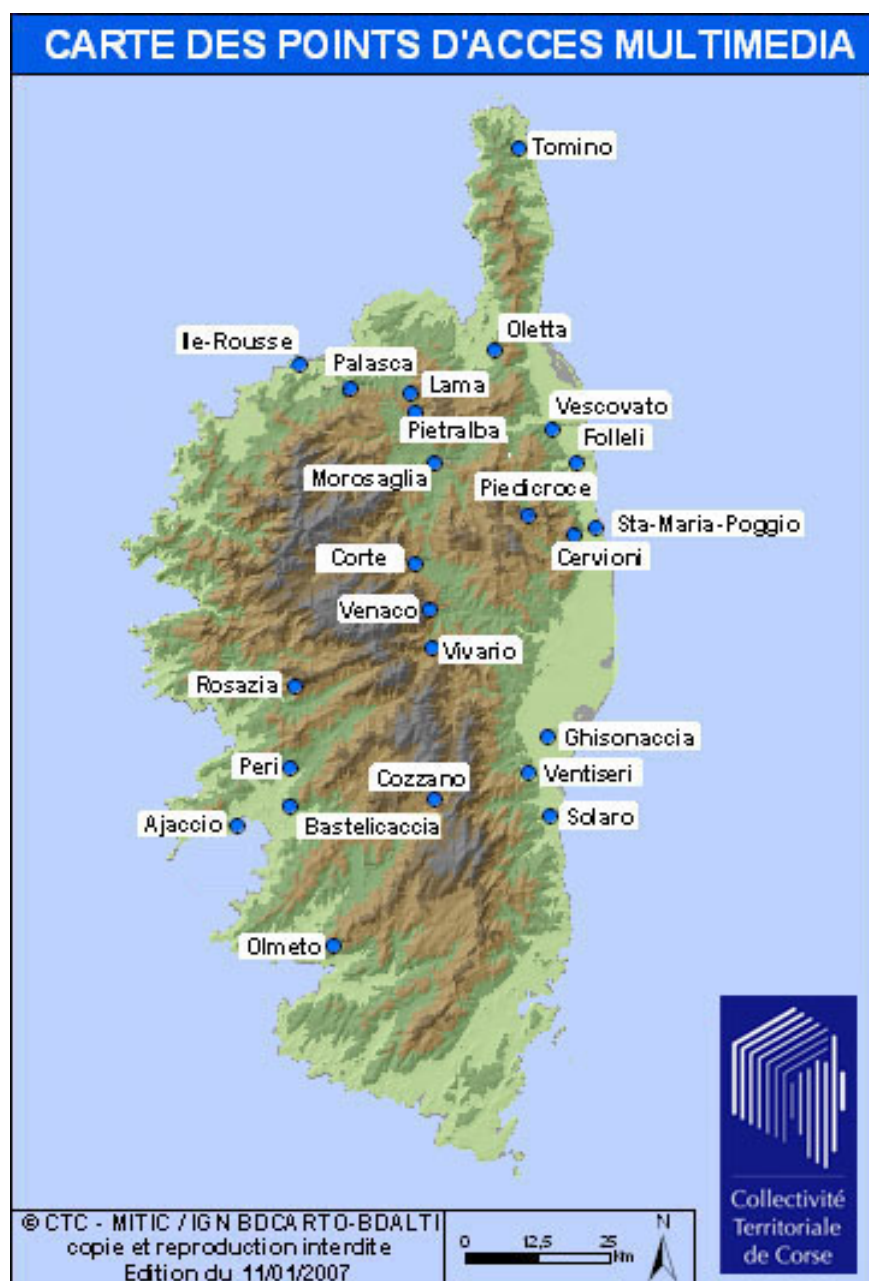 CARTE DES POINTS D'ACCES MULTIMEDIA
Tomino
Oletta
Ile-Rousse
Palasca
Lama
Pietralba
Vescovato
Folleli
Morosaglia
Piedicroce
Sta-Maria-Poggio
Cervioni
Corte
Venaco
Vivario
Rosazia
Ghisonaccia
Peri
Cozzano
Ventiseri
Ajaccio
Bastelicaccia
Solaro
Olmeto
Collectivité
Territoriale
de Corse
© CTC - MITIC / IGN BDCARTO-BDALTI
copie et reproduction interdite
Edition du 11/01/2007
0 12,5 25
Km
N